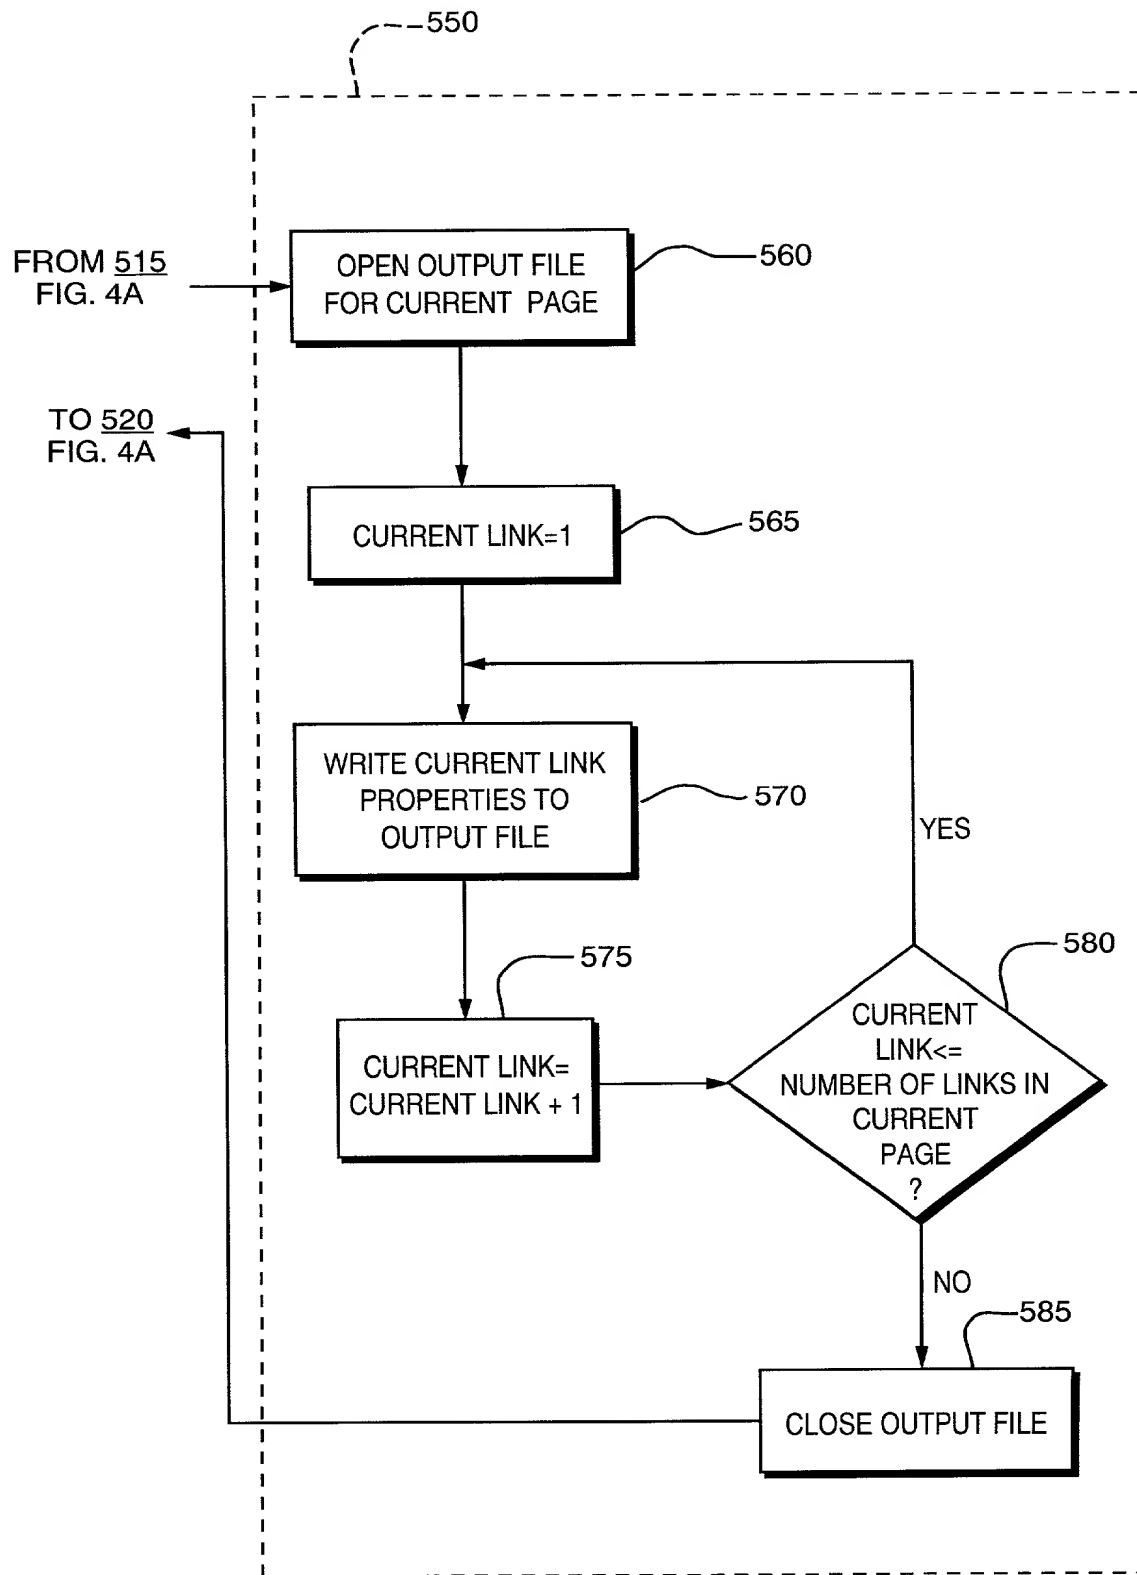 550
FROM 515
FIG. 4A
OPEN OUTPUT FILE
FOR CURRENT PAGE
560
TO 520
FIG. 4A
CURRENT LINK=1
565
WRITE CURRENT LINK
PROPERTIES TO
OUTPUT FILE
570
YES
575
CURRENT LINK=
CURRENT LINK + 1
580
CURRENT
LINK<=
NUMBER OF LINKS IN
CURRENT
PAGE
?
NO
585
CLOSE OUTPUT FILE